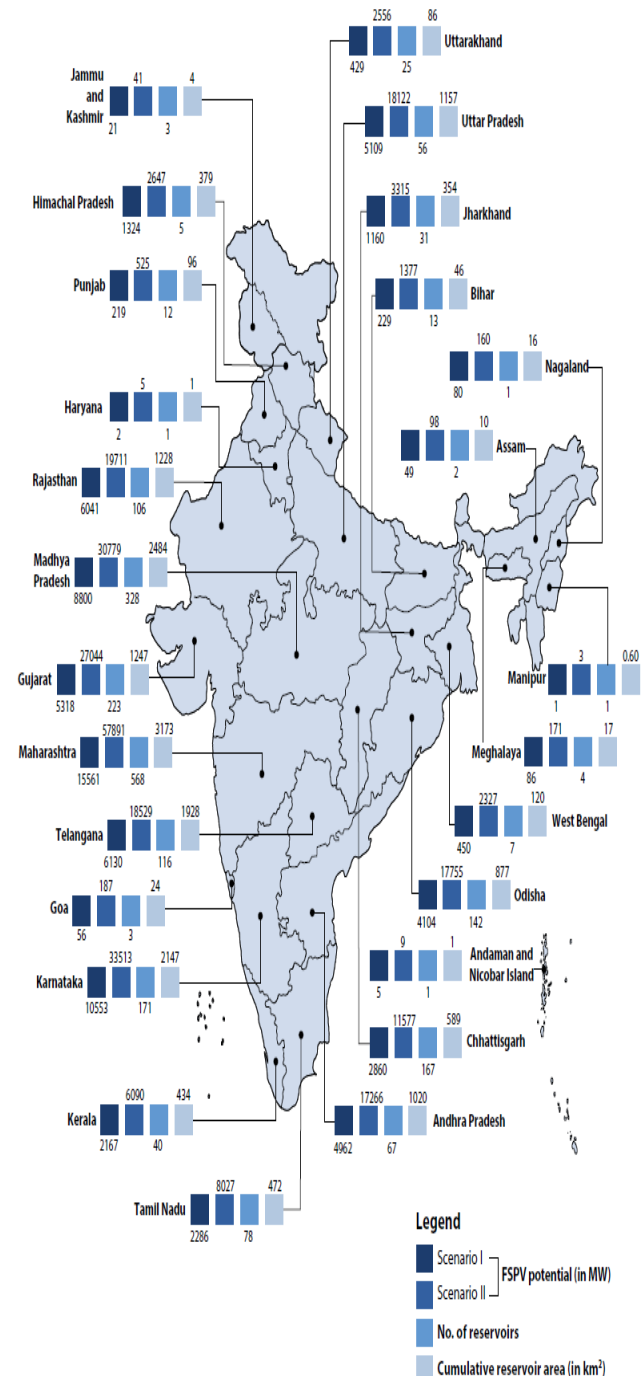 2556 86
Uttarakhand
429 25
Jammu
and
Kashmir
41 4
21 3
18122 1157
Uttar Pradesh
5109 56
2647 379
Himachal Pradesh
1324 5
3315 354
Jharkhand
1160 31
525 96
Punjab
219 12
1377 46
Bihar
229 13
160 16
Nagaland
80 1
5 1
Haryana
2 1
98 10
Assam
49 2
19711 1228
Rajasthan
6041 106
30779 2484
Madhya
Pradesh
8800 328
27044 1247
Gujarat
5318 223
3 0.60
Manipur
1 1
57891 3173
Maharashtra
15561 568
171 17
Meghalaya
86 4
18529 1928
Telangana
6130 116
2327 120
West Bengal
450 7
187 24
Goa
56 3
17755 877
Odisha
4104 142
33513 2147
Karnataka
10553 171
9 1
Andaman and
Nicobar Island
5 1
11577 589
Chhattisgarh
2860 167
6090 434
Kerala
2167 40
17266 1020
Andhra Pradesh
4962 67
8027 472
Tamil Nadu
2286 78
Legend
Scenario I
FSPV potential (in MW)
Scenario II
No. of reservoirs
Cumulative reservoir area (in km²)